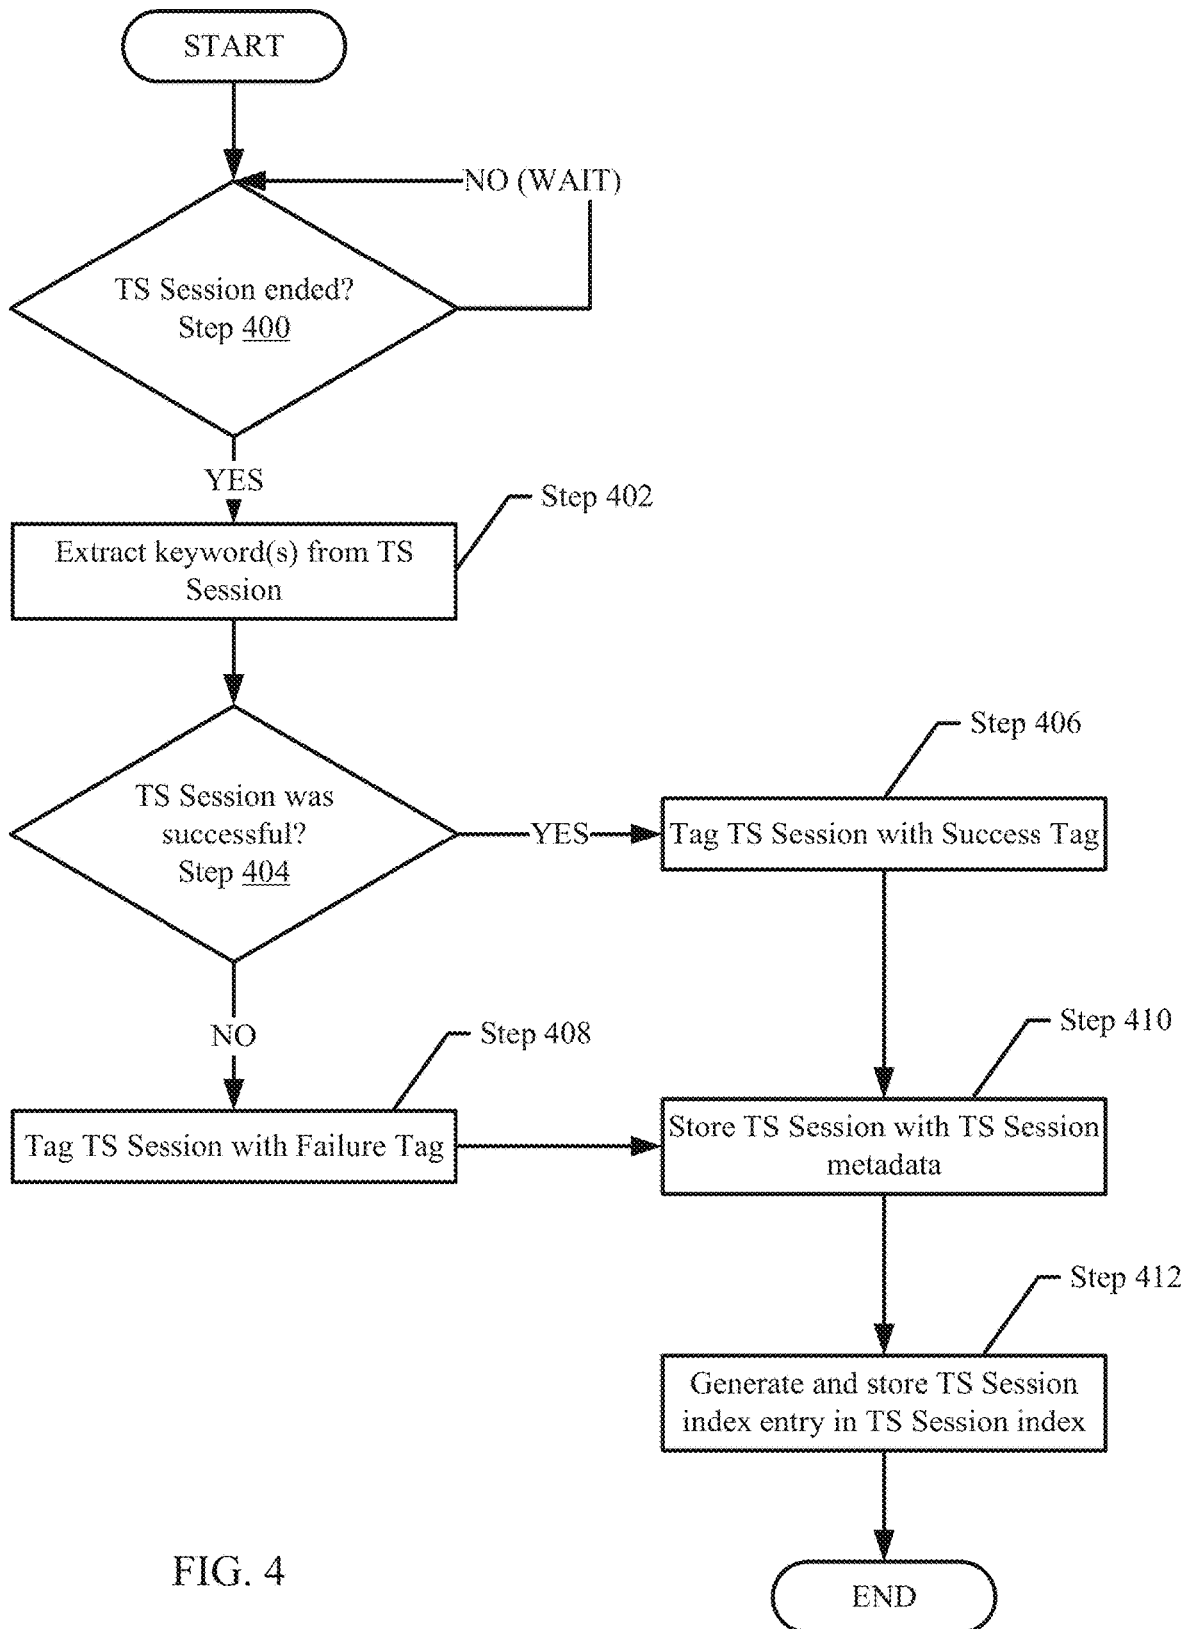 START
NO (WAIT)
TS Session ended?
Step 400
YES
Step 402
Extract keyword(s) from TS
Session
TS Session was
successful?
Step 404
YES
Step 406
Tag TS Session with Success Tag
NO
Step 408
Tag TS Session with Failure Tag
Step 410
Store TS Session with TS Session
metadata
Step 412
Generate and store TS Session
index entry in TS Session index
END
FIG. 4